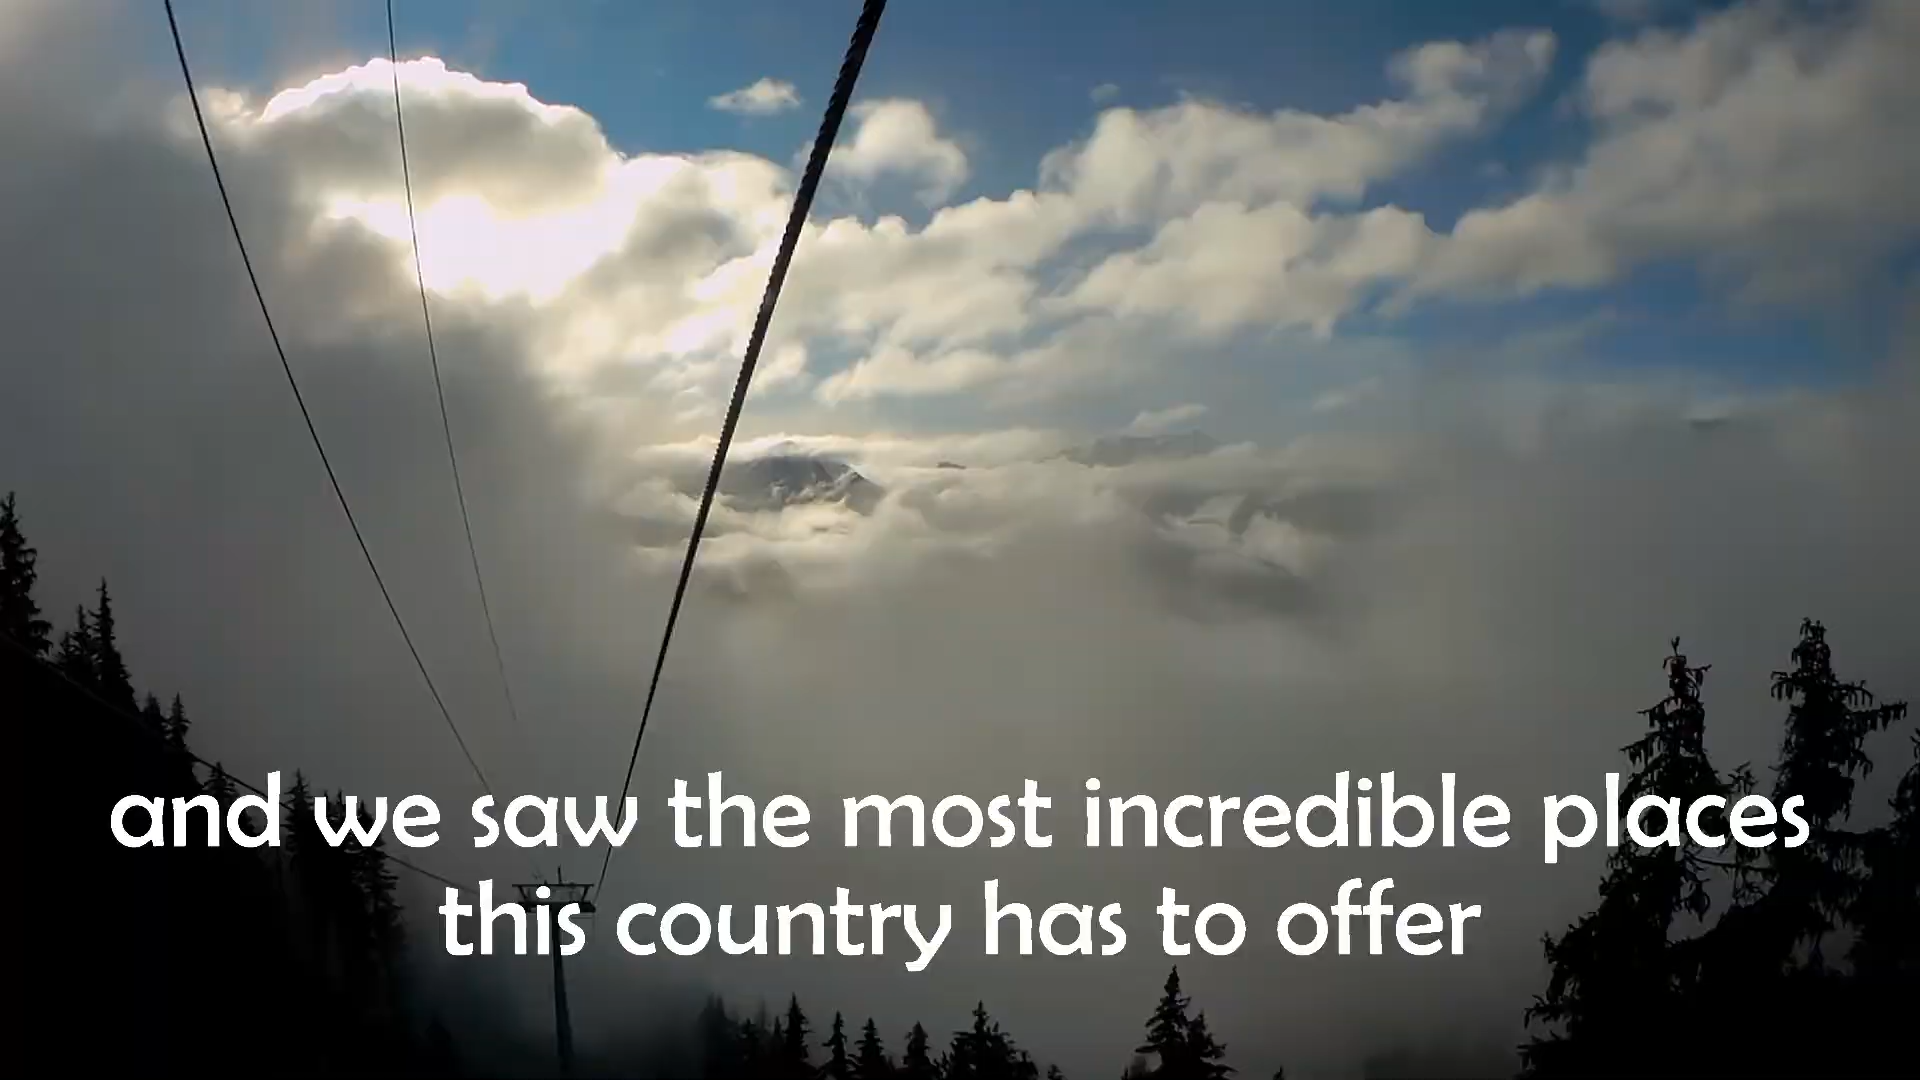 and we saw the most incredible places
this country has to offer